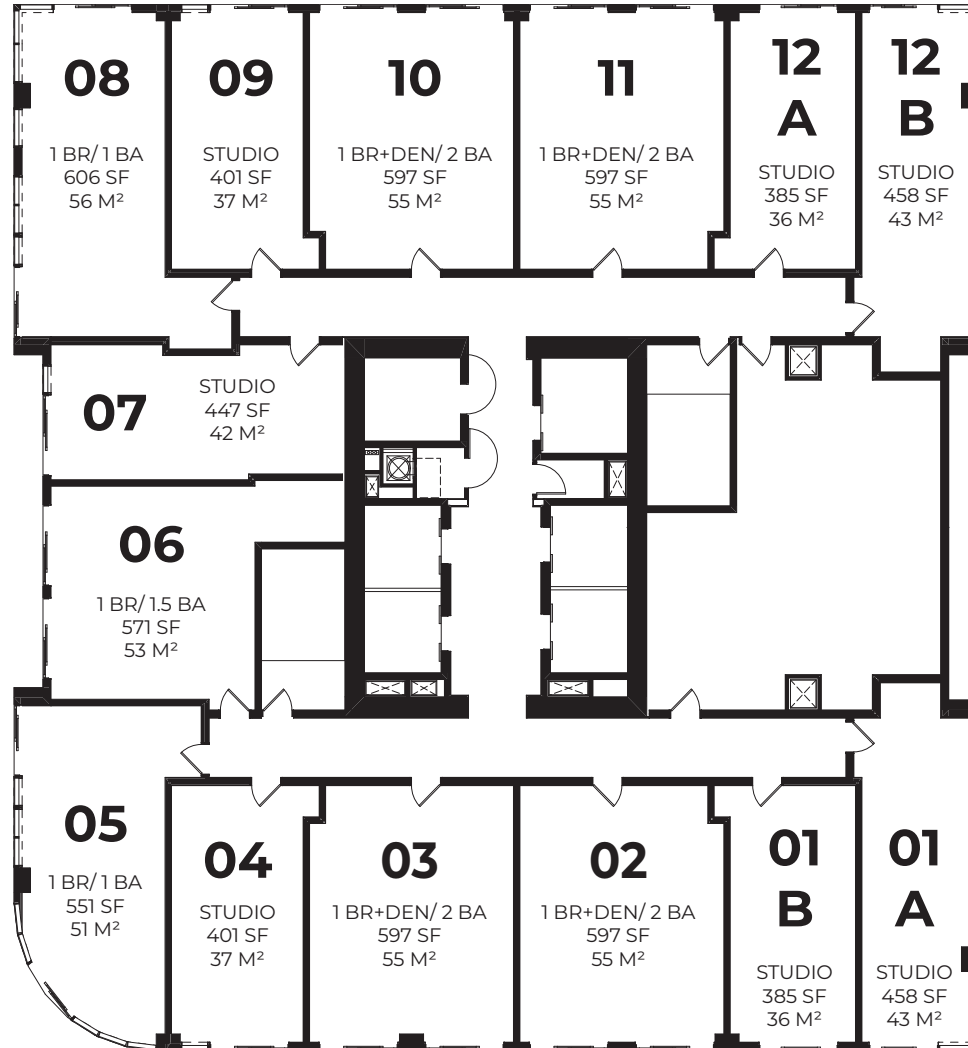 08
1 BR/ 1 BA
606 SF
56 M²
09
STUDIO
401 SF
37 M²
10
1 BR+DEN/ 2 BA
597 SF
55 M²
11
1 BR+DEN/ 2 BA
597 SF
55 M²
12
A
STUDIO
385 SF
36 M²
12
B
STUDIO
458 SF
43 M²
07
STUDIO
447 SF
42 M²
06
1 BR/ 1.5 BA
571 SF
53 M²
05
1 BR/ 1 BA
551 SF
51 M²
04
STUDIO
401 SF
37 M²
03
1 BR+DEN/ 2 BA
597 SF
55 M²
02
1 BR+DEN/ 2 BA
597 SF
55 M²
01
B
STUDIO
385 SF
36 M²
01
A
STUDIO
458 SF
43 M²